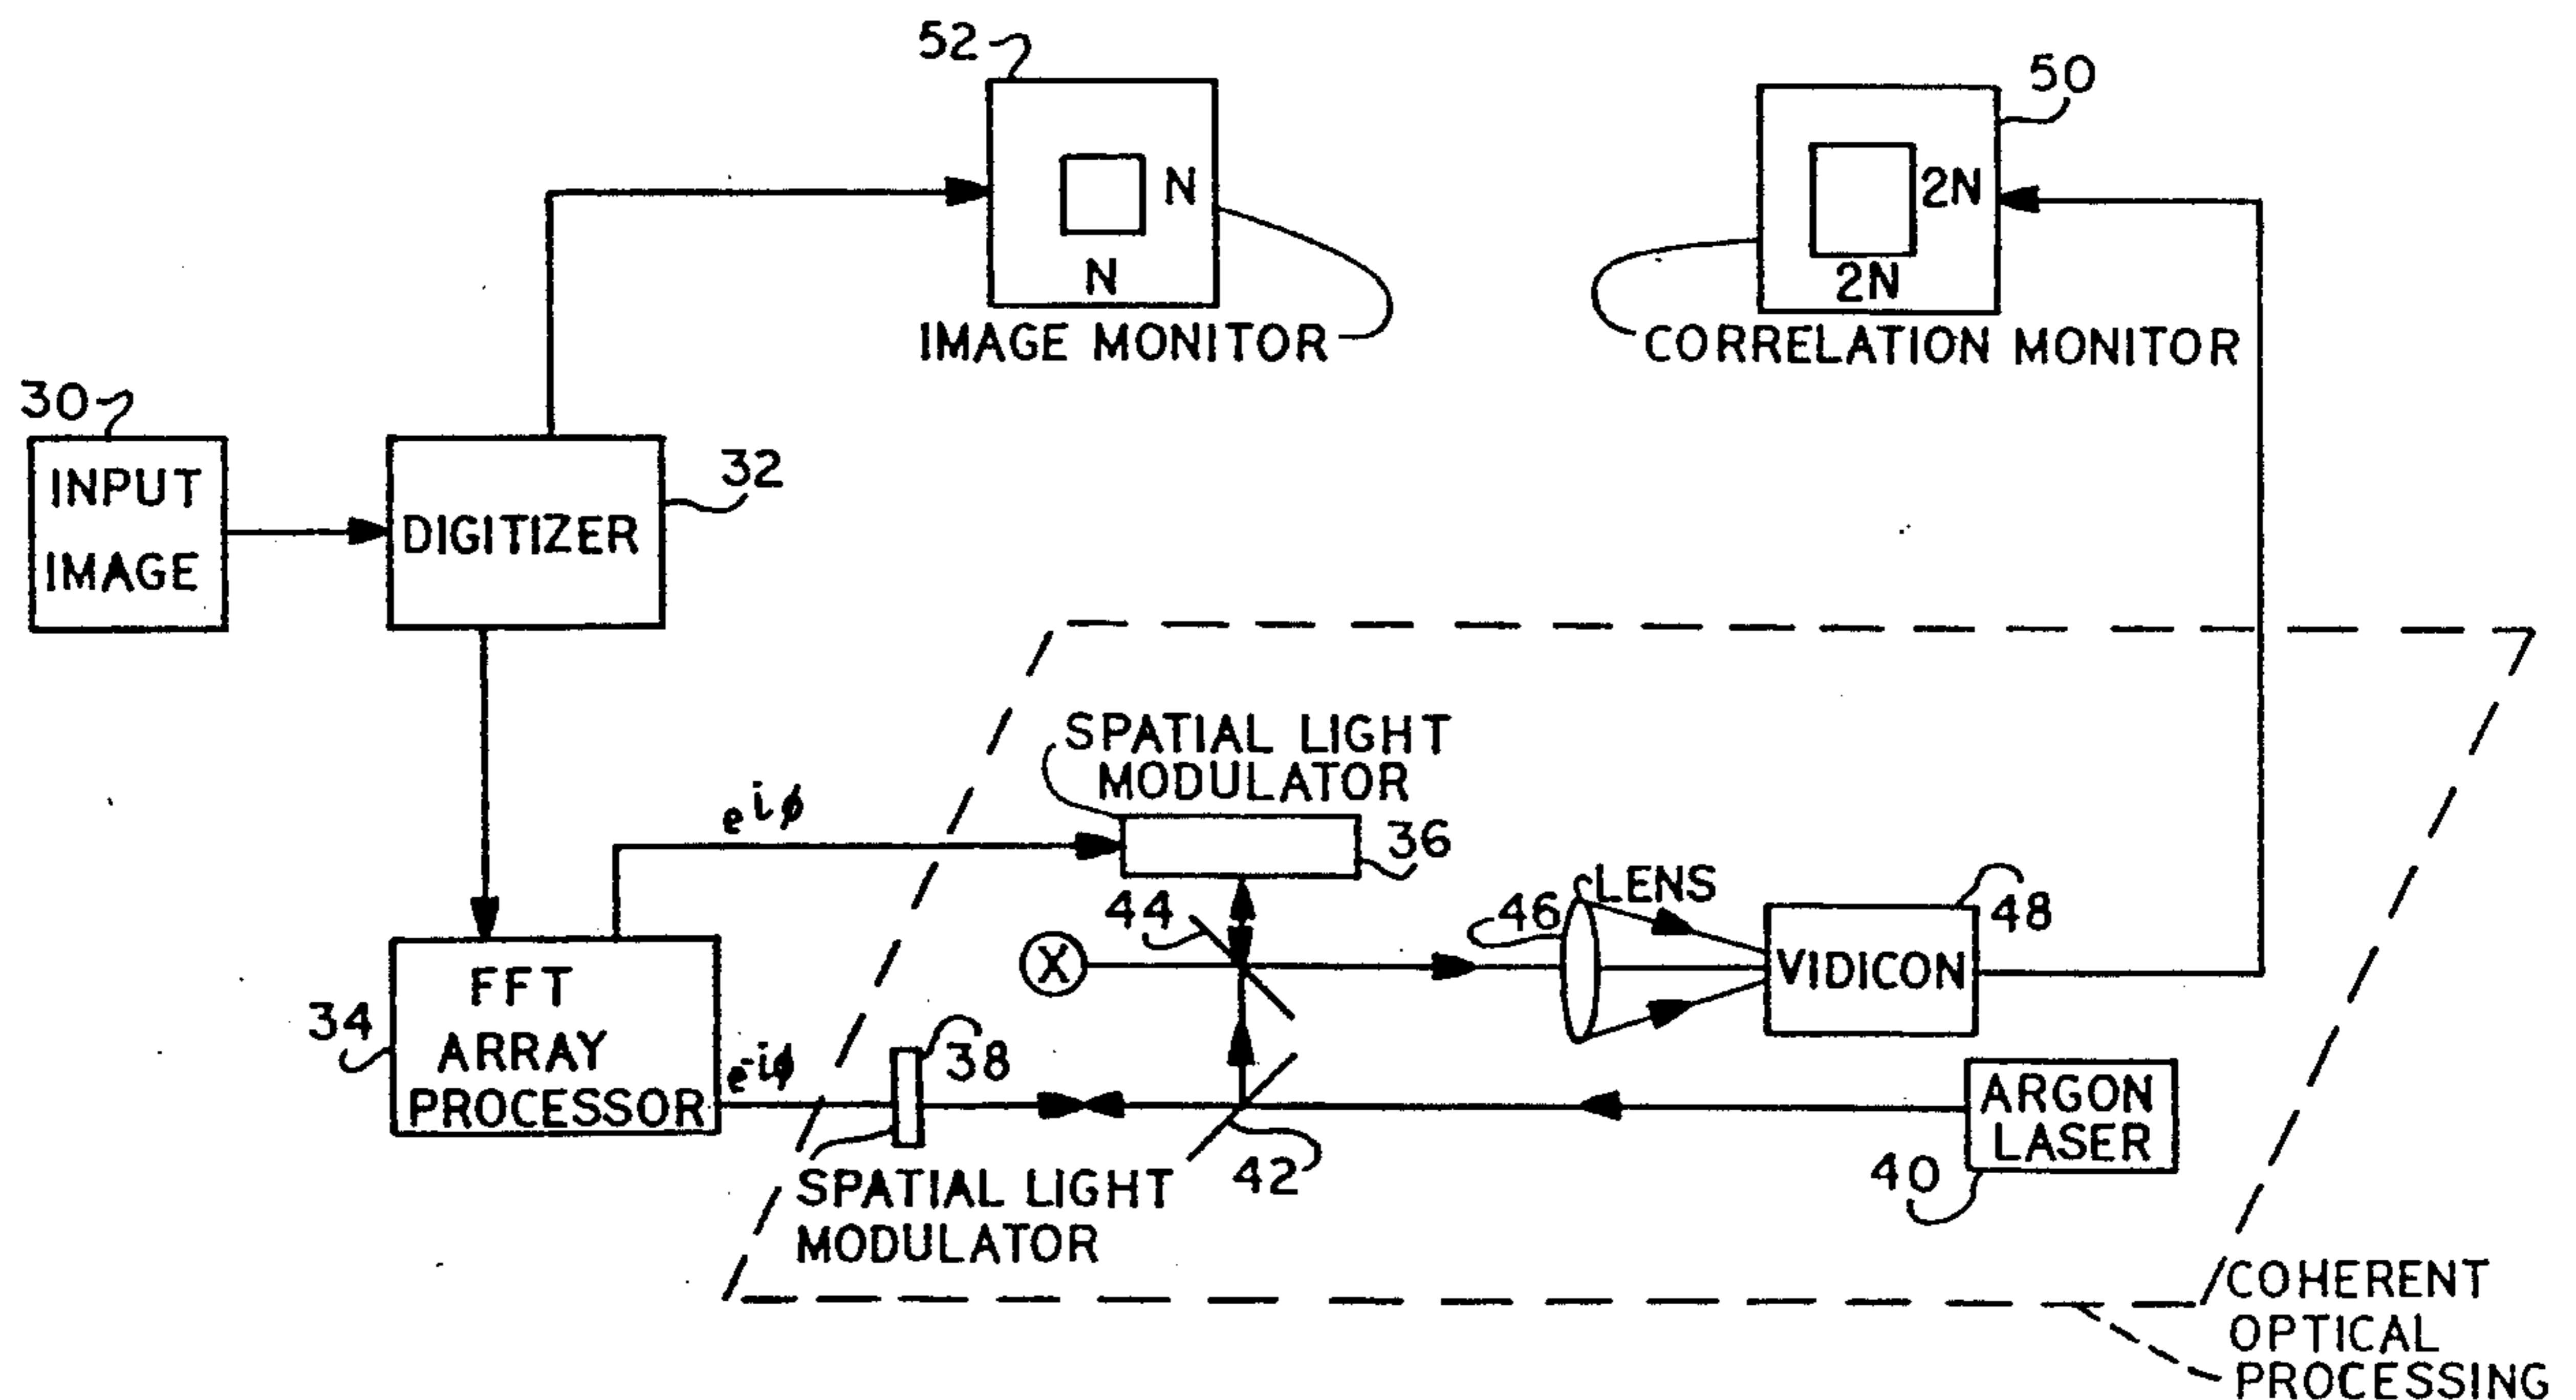 52
50
N
N
2N
2N
IMAGE MONITOR
CORRELATION MONITOR
30
INPUT
IMAGE
DIGITIZER
32
SPATIAL LIGHT
MODULATOR
e^iφ
36
44
46
LENS
48
X
VIDICON
34
FFT
ARRAY
PROCESSOR
e^-iφ
38
SPATIAL LIGHT
MODULATOR
42
ARGON
LASER
40
COHERENT
OPTICAL
PROCESSING